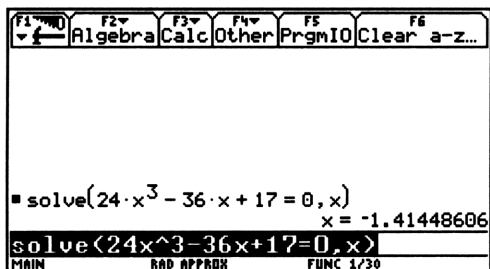 F1 F2 F3 F4 F5 F6
Algebra Calc Other PrgmIO Clear a-z…
▪ solve(24·x³ − 36·x + 17 = 0, x)
x = ⁻1.41448606
solve(24x^3-36x+17=0,x)
MAIN RAD APPROX FUNC 1/30